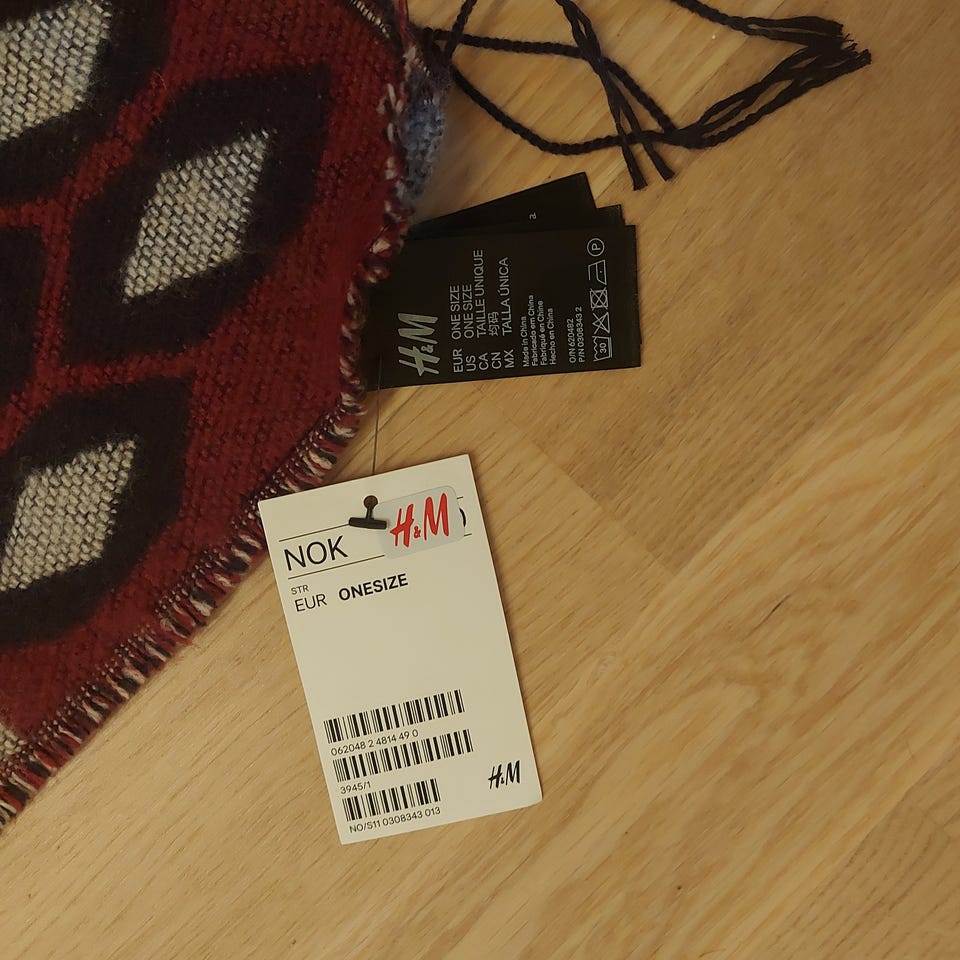 a
H&M
EUR ONE SIZE
US ONE SIZE
CA TAILLE UNIQUE
CN 均码
MX TALLA ÚNICA
Made in China
Fabricado em China
Fabriqué en Chine
Hecho en China
O/N 620482
P/N 0308343 2
30
P
H&M
NOK
STR
EUR ONESIZE
062048 2 4814 49 0
3945/1
NO/S11 0308343 013
H&M